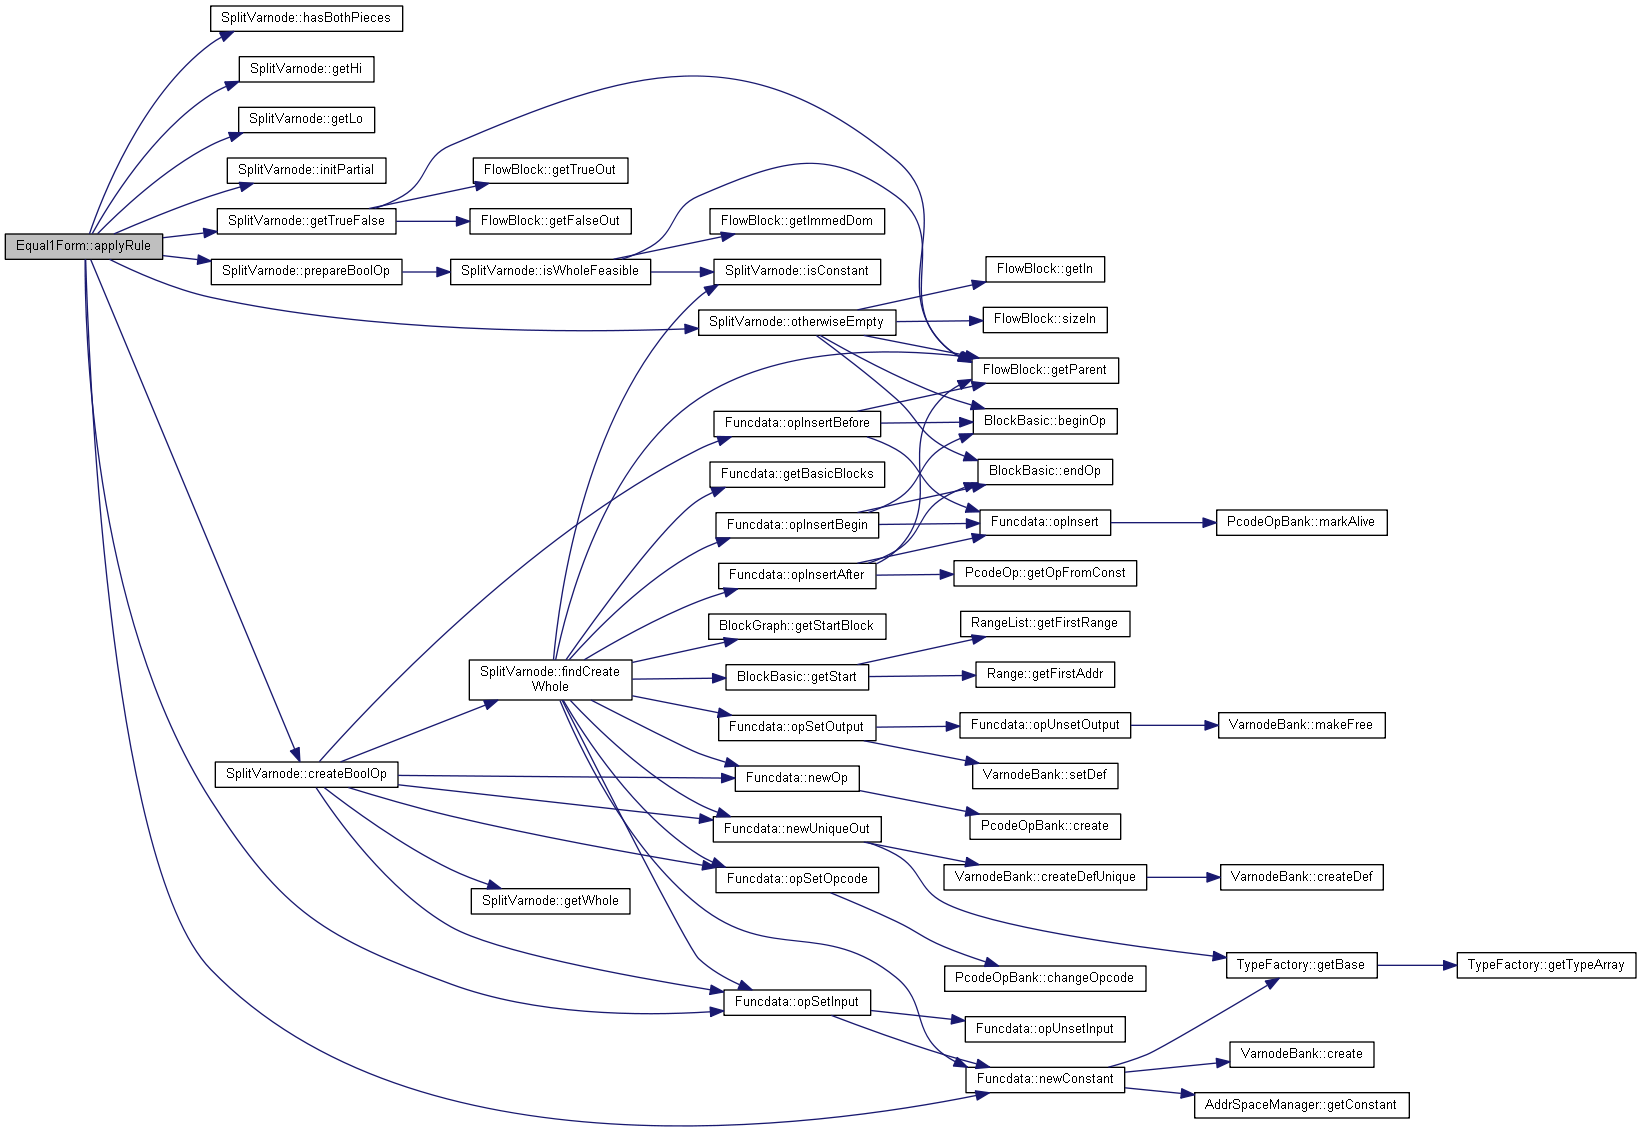 SplitVarnode::hasBothPieces
SplitVarnode::getHi
SplitVarnode::getLo
SplitVarnode::initPartial
FlowBlock::getTrueOut
SplitVarnode::getTrueFalse
FlowBlock::getFalseOut
FlowBlock::getImmedDom
Equal1Form::applyRule
SplitVarnode::prepareBoolOp
SplitVarnode::isWholeFeasible
SplitVarnode::isConstant
FlowBlock::getIn
SplitVarnode::otherwiseEmpty
FlowBlock::sizeIn
FlowBlock::getParent
Funcdata::opInsertBefore
BlockBasic::beginOp
Funcdata::getBasicBlocks
BlockBasic::endOp
Funcdata::opInsertBegin
Funcdata::opInsert
PcodeOpBank::markAlive
Funcdata::opInsertAfter
PcodeOp::getOpFromConst
BlockGraph::getStartBlock
RangeList::getFirstRange
SplitVarnode::findCreate
Whole
BlockBasic::getStart
Range::getFirstAddr
Funcdata::opSetOutput
Funcdata::opUnsetOutput
VarnodeBank::makeFree
SplitVarnode::createBoolOp
Funcdata::newOp
VarnodeBank::setDef
Funcdata::newUniqueOut
PcodeOpBank::create
Funcdata::opSetOpcode
VarnodeBank::createDefUnique
VarnodeBank::createDef
SplitVarnode::getWhole
PcodeOpBank::changeOpcode
TypeFactory::getBase
TypeFactory::getTypeArray
Funcdata::opSetInput
Funcdata::opUnsetInput
Funcdata::newConstant
VarnodeBank::create
AddrSpaceManager::getConstant